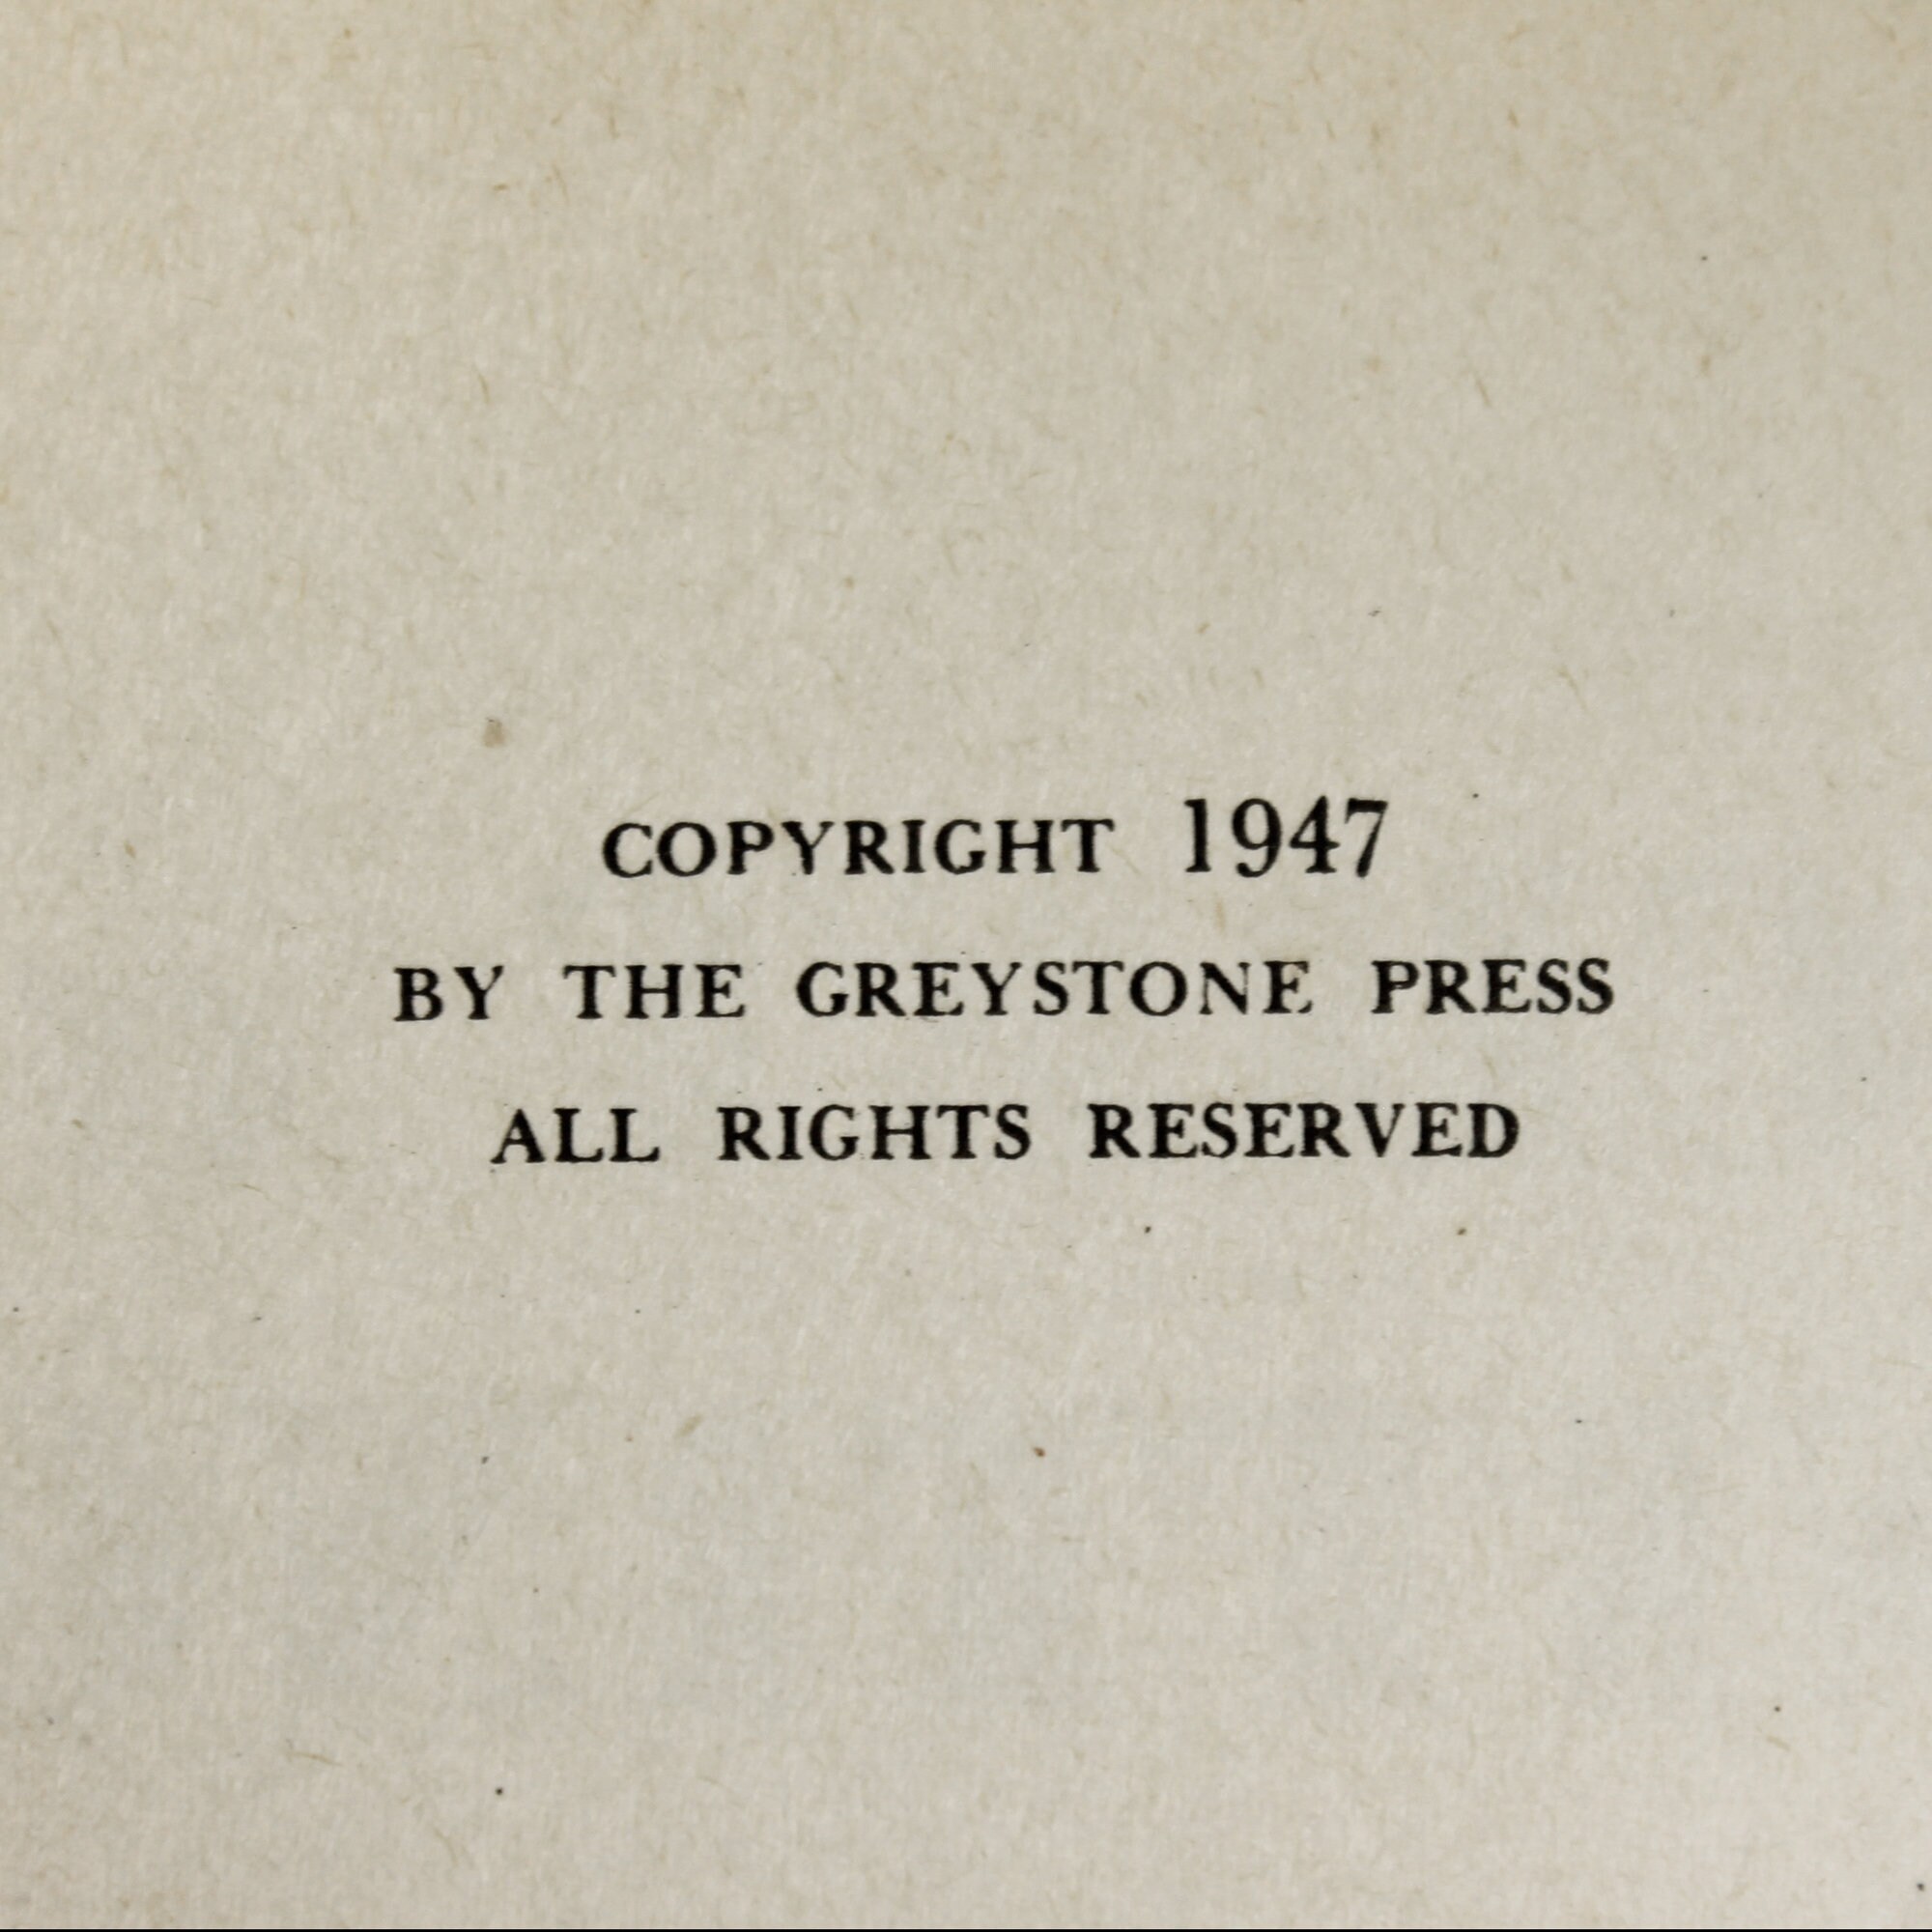 COPYRIGHT 1947
BY THE GREYSTONE PRESS
ALL RIGHTS RESERVED